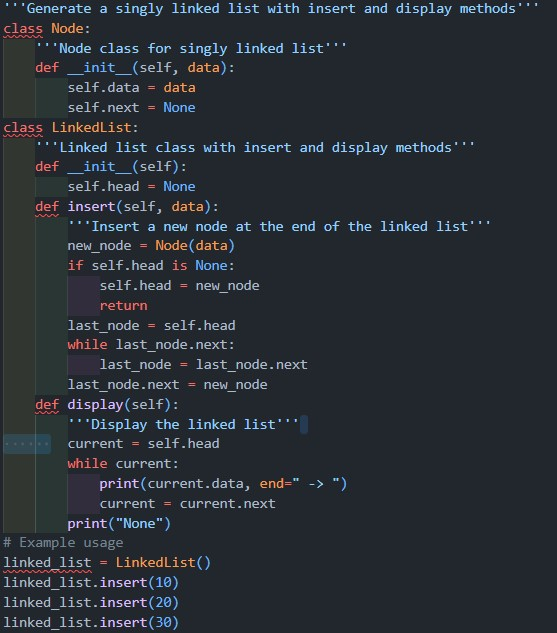 '''Generate a singly linked list with insert and display methods'''
class Node:
    '''Node class for singly linked list'''
    def __init__(self, data):
        self.data = data
        self.next = None
class LinkedList:
    '''Linked list class with insert and display methods'''
    def __init__(self):
        self.head = None
    def insert(self, data):
        '''Insert a new node at the end of the linked list'''
        new_node = Node(data)
        if self.head is None:
            self.head = new_node
            return
        last_node = self.head
        while last_node.next:
            last_node = last_node.next
        last_node.next = new_node
    def display(self):
        '''Display the linked list'''
        current = self.head
        while current:
            print(current.data, end=" -> ")
            current = current.next
        print("None")
# Example usage
linked_list = LinkedList()
linked_list.insert(10)
linked_list.insert(20)
linked_list.insert(30)